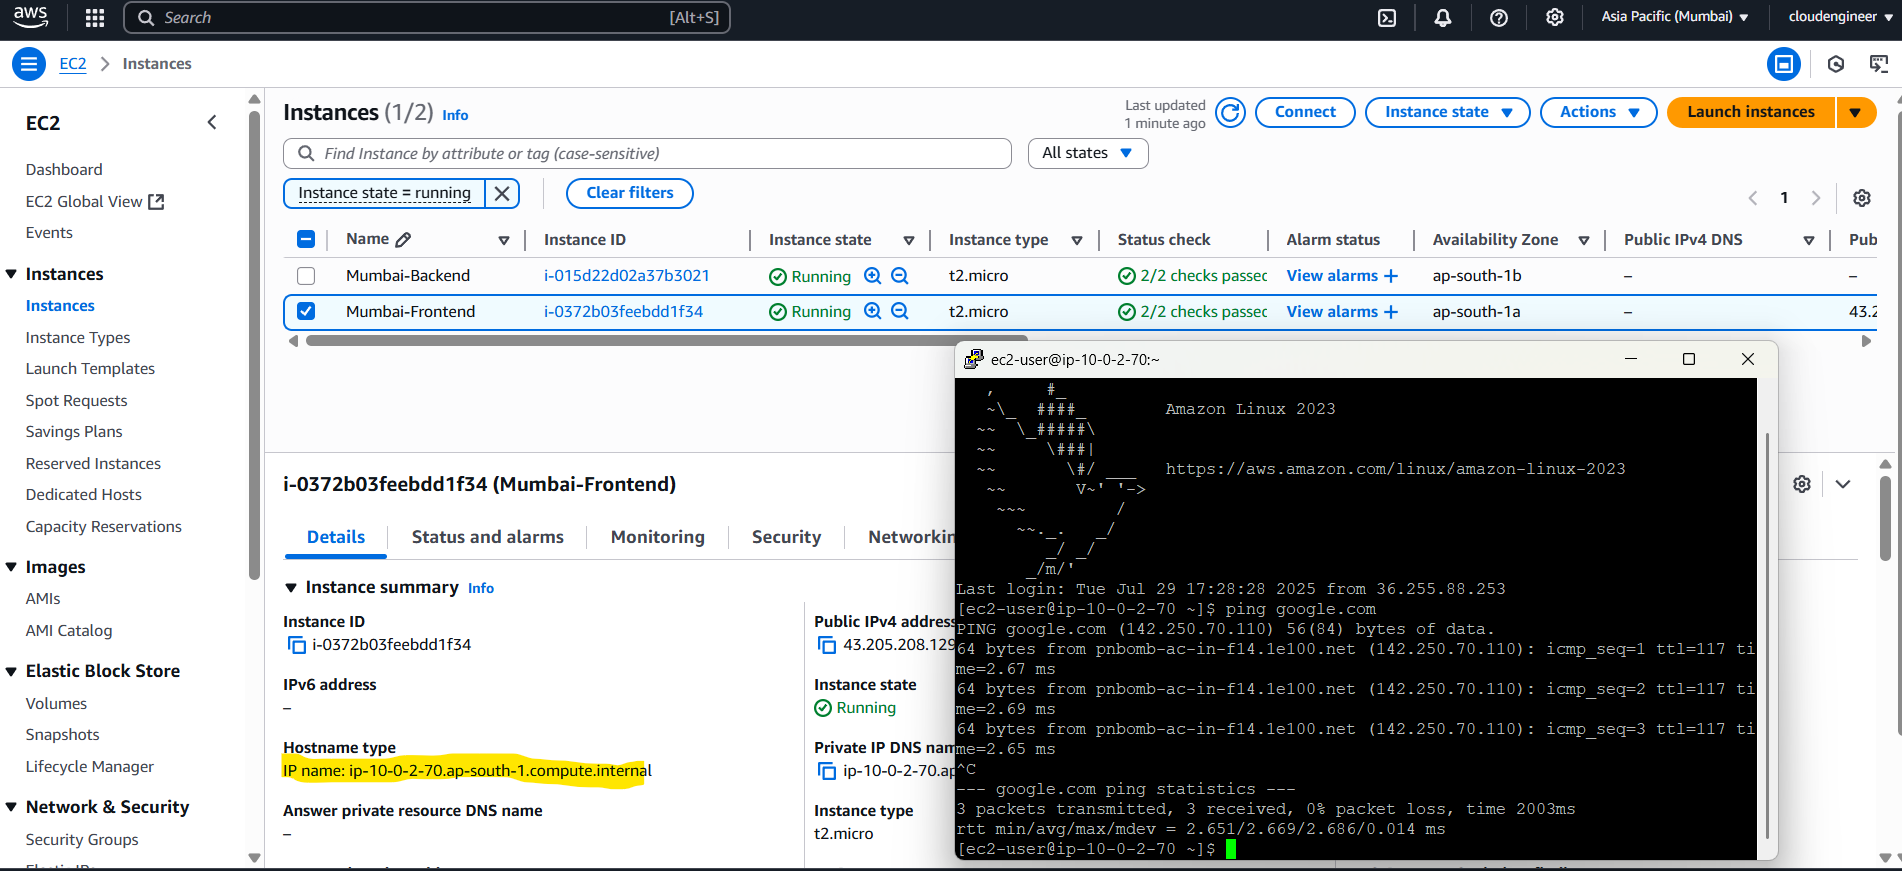 aws
Search [Alt+S]
Asia Pacific (Mumbai)
cloudengineer
EC2
Instances
EC2
Dashboard
EC2 Global View
Events
Instances
Instances
Instance Types
Launch Templates
Spot Requests
Savings Plans
Reserved Instances
Dedicated Hosts
Capacity Reservations
Images
AMIs
AMI Catalog
Elastic Block Store
Volumes
Snapshots
Lifecycle Manager
Network & Security
Security Groups
Instances (1/2) Info
Last updated
1 minute ago
Connect
Instance state
Actions
Launch instances
Find Instance by attribute or tag (case-sensitive)
All states
Instance state = running
Clear filters
1
Name Instance ID Instance state Instance type Status check Alarm status Availability Zone Public IPv4 DNS Pub
Mumbai-Backend i-015d22d02a37b3021 Running t2.micro 2/2 checks passec View alarms + ap-south-1b – –
Mumbai-Frontend i-0372b03feebdd1f34 Running t2.micro 2/2 checks passec View alarms + ap-south-1a – 43.2
i-0372b03feebdd1f34 (Mumbai-Frontend)
Details Status and alarms Monitoring Security Networkin
Instance summary Info
Instance ID
i-0372b03feebdd1f34
IPv6 address
–
Hostname type
IP name: ip-10-0-2-70.ap-south-1.compute.internal
Answer private resource DNS name
–
Public IPv4 address
43.205.208.129
Instance state
Running
Private IP DNS nam
ip-10-0-2-70.ap
Instance type
t2.micro
ec2-user@ip-10-0-2-70:~
,     #_
~\_  ####_        Amazon Linux 2023
~~  \_#####\
~~     \###|
~~       \#/ ___   https://aws.amazon.com/linux/amazon-linux-2023
~~       V~' '->
~~~         /
~~._.   _/
_/ _/
_/m/'
Last login: Tue Jul 29 17:28:28 2025 from 36.255.88.253
[ec2-user@ip-10-0-2-70 ~]$ ping google.com
PING google.com (142.250.70.110) 56(84) bytes of data.
64 bytes from pnbomb-ac-in-f14.1e100.net (142.250.70.110): icmp_seq=1 ttl=117 ti
me=2.67 ms
64 bytes from pnbomb-ac-in-f14.1e100.net (142.250.70.110): icmp_seq=2 ttl=117 ti
me=2.69 ms
64 bytes from pnbomb-ac-in-f14.1e100.net (142.250.70.110): icmp_seq=3 ttl=117 ti
me=2.65 ms
^C
--- google.com ping statistics ---
3 packets transmitted, 3 received, 0% packet loss, time 2003ms
rtt min/avg/max/mdev = 2.651/2.669/2.686/0.014 ms
[ec2-user@ip-10-0-2-70 ~]$